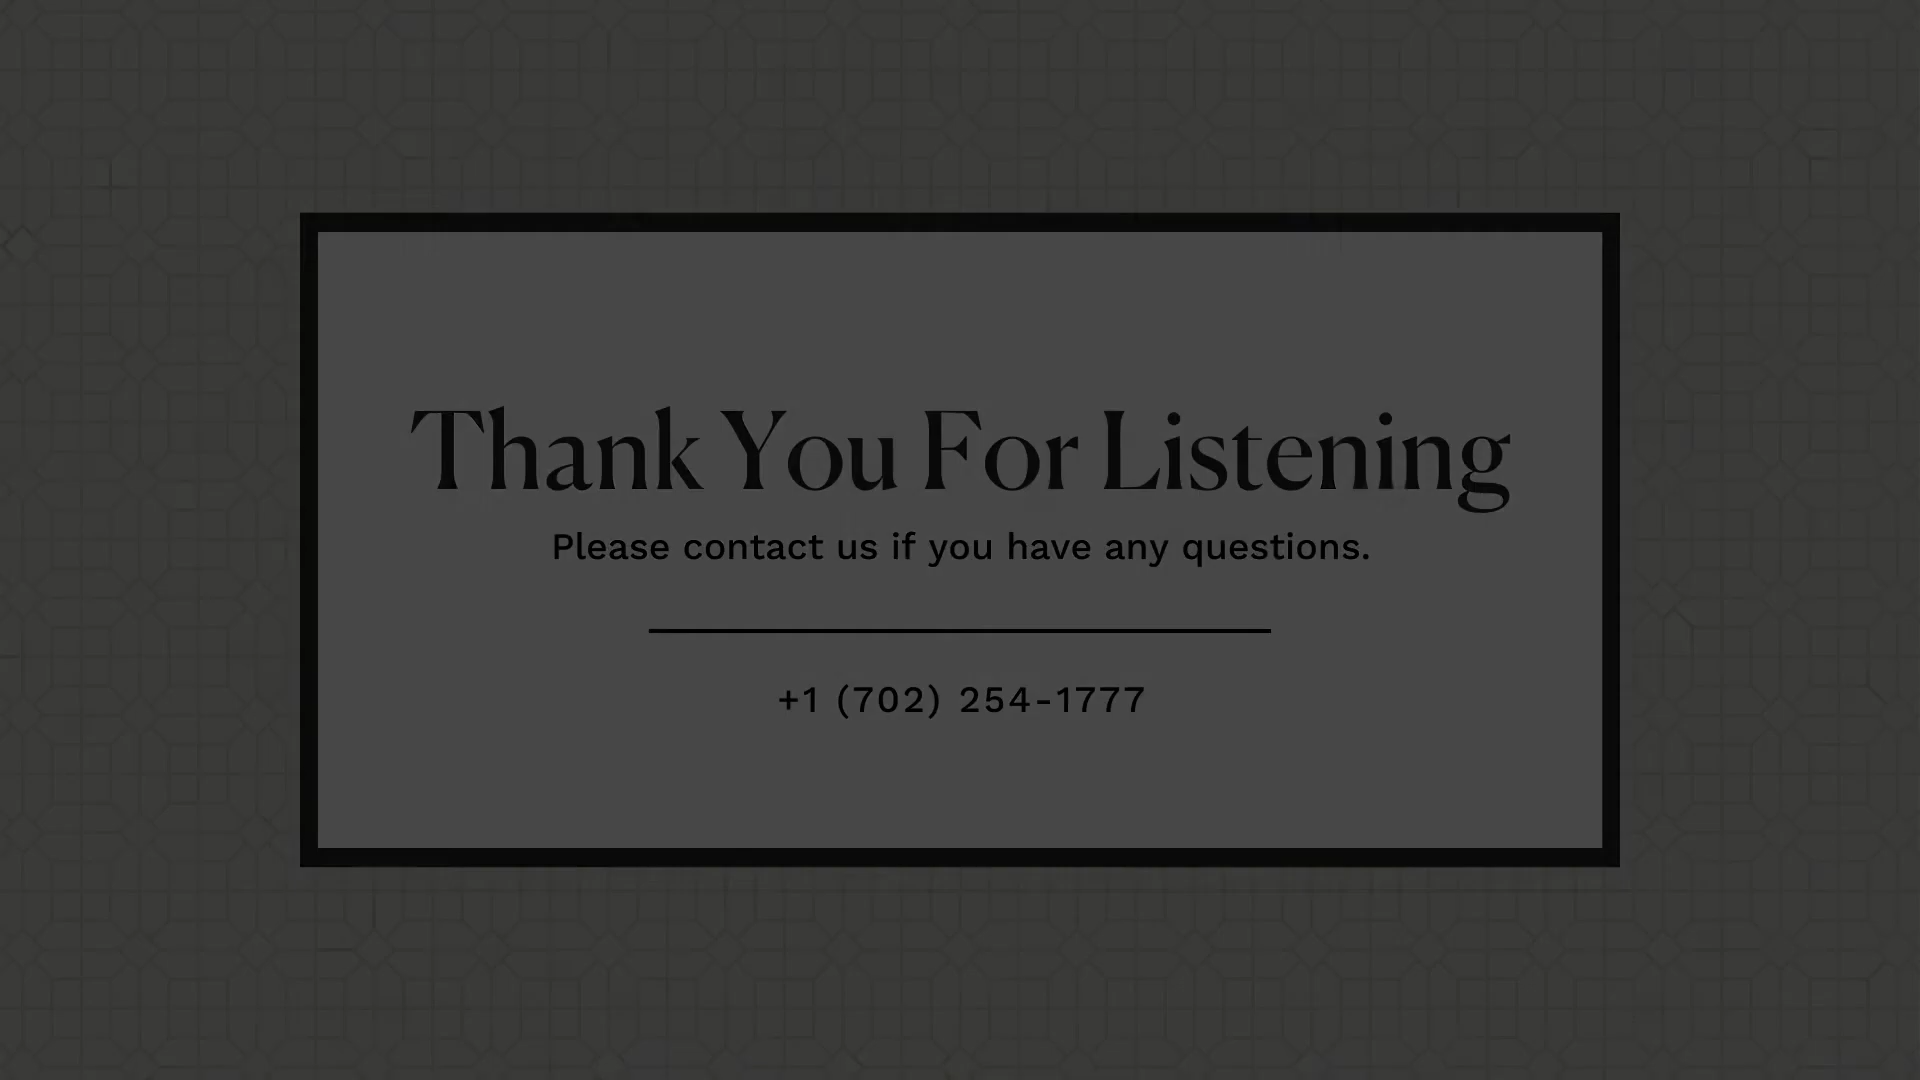 Thank You For Listening
Please contact us if you have any questions.
+1 (702) 254-1777